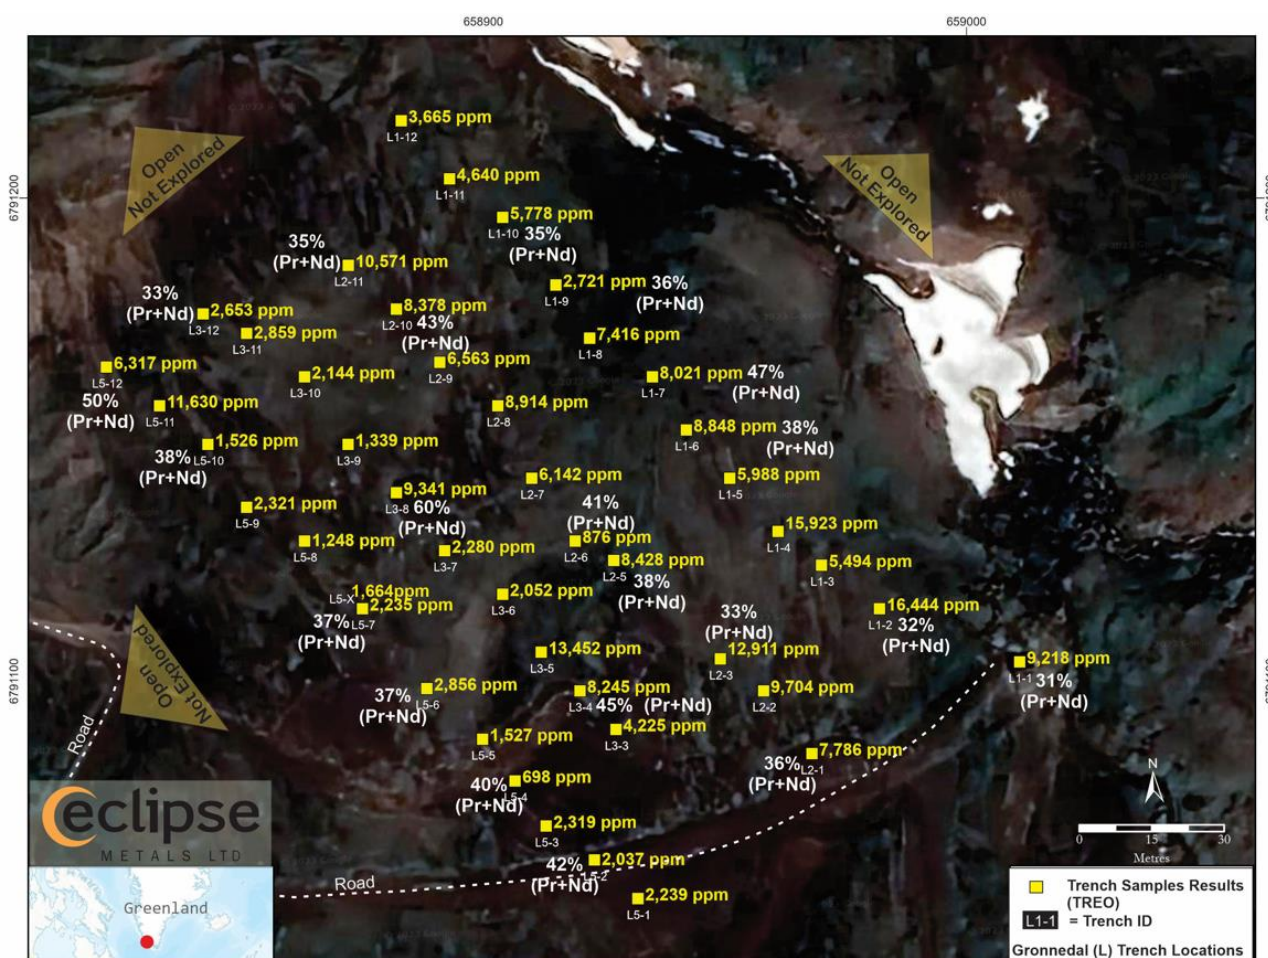 658900
659000
6791200
6791100
3,665 ppm
L1-12
Open
Not Explored
Open
Not Explored
4,640 ppm
L1-11
5,778 ppm
L1-10
35%
(Pr+Nd)
35%
(Pr+Nd)
10,571 ppm
L2-11
2,721 ppm
L1-9
36%
(Pr+Nd)
33%
(Pr+Nd)
2,653 ppm
L3-12
8,378 ppm
L2-10
43%
(Pr+Nd)
2,859 ppm
L3-11
7,416 ppm
L1-8
6,317 ppm
L5-12
50%
(Pr+Nd)
2,144 ppm
L3-10
6,563 ppm
L2-9
8,021 ppm
L1-7
47%
(Pr+Nd)
11,630 ppm
L5-11
8,914 ppm
L2-8
8,848 ppm
L1-6
38%
(Pr+Nd)
1,526 ppm
L5-10
38%
(Pr+Nd)
1,339 ppm
L3-9
6,142 ppm
L2-7
5,988 ppm
L1-5
9,341 ppm
L3-8
60%
(Pr+Nd)
2,321 ppm
L5-9
41%
(Pr+Nd)
876 ppm
L2-6
15,923 ppm
L1-4
1,248 ppm
L5-8
2,280 ppm
L3-7
8,428 ppm
L2-5
38%
(Pr+Nd)
5,494 ppm
L1-3
1,664ppm
L5-X
2,235 ppm
L5-7
37%
(Pr+Nd)
2,052 ppm
L3-6
16,444 ppm
L1-2
32%
(Pr+Nd)
33%
(Pr+Nd)
12,911 ppm
L2-3
13,452 ppm
L3-5
9,218 ppm
L1-1
31%
(Pr+Nd)
Not Explored
Open
2,856 ppm
L5-6
37%
(Pr+Nd)
8,245 ppm
L3-4
45%
(Pr+Nd)
9,704 ppm
L2-2
4,225 ppm
L3-3
1,527 ppm
L5-5
7,786 ppm
L2-1
36%
(Pr+Nd)
Road
698 ppm
L5-4
40%
(Pr+Nd)
2,319 ppm
L5-3
2,037 ppm
42%
(Pr+Nd)
Road
2,239 ppm
L5-1
eclipse
METALS LTD
Greenland
N
0 15 30
Metres
Trench Samples Results
(TREO)
L1-1 = Trench ID
Gronnedal (L) Trench Locations